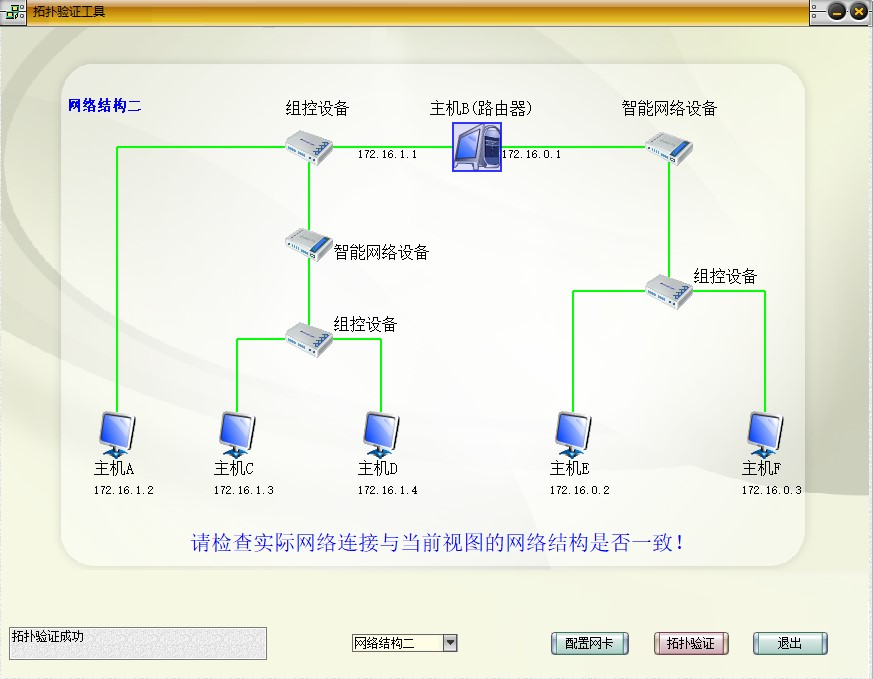 拓扑验证工具
网络结构二
组控设备
主机B(路由器)
智能网络设备
172.16.1.1
172.16.0.1
智能网络设备
组控设备
组控设备
主机A
主机C
主机D
主机E
主机F
172.16.1.2
172.16.1.3
172.16.1.4
172.16.0.2
172.16.0.3
请检查实际网络连接与当前视图的网络结构是否一致!
拓扑验证成功
网络结构二
配置网卡
拓扑验证
退出